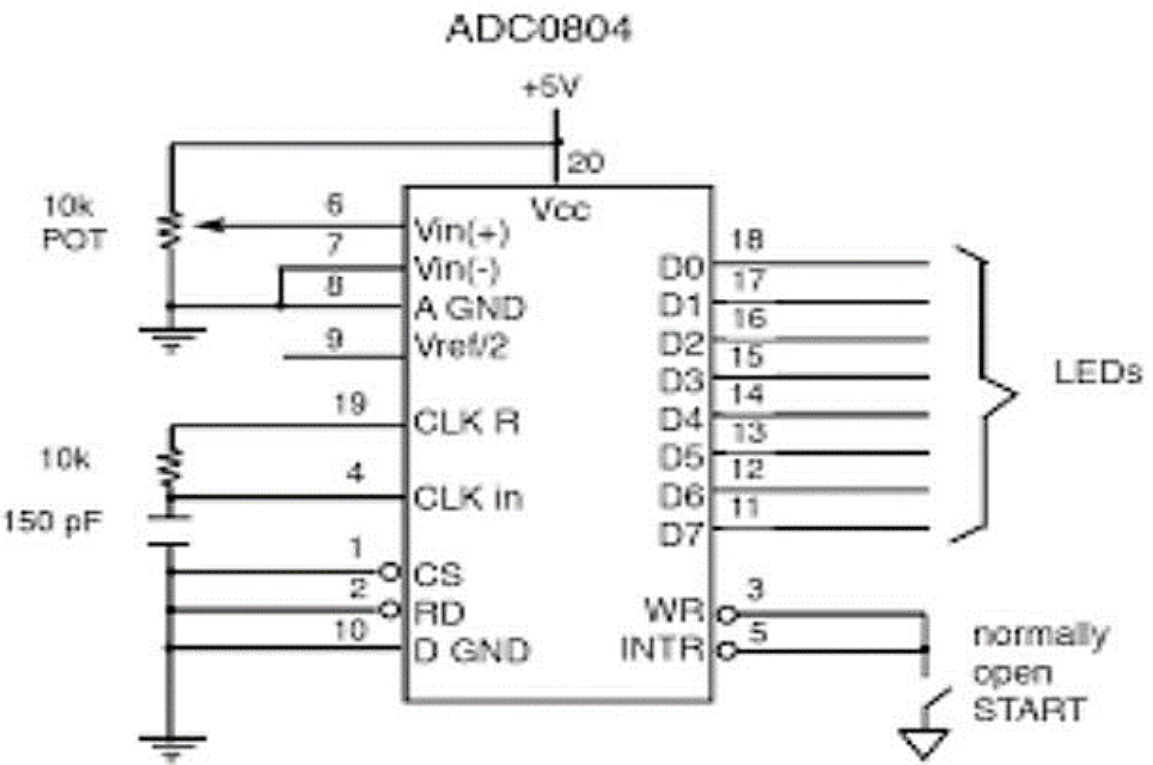 ADC0804
+5V
20
Vcc
10k
POT
6
Vin(+)
7
Vin(-)
8
A GND
9
Vref/2
19
CLK R
10k
4
CLK in
150 pF
1
CS
2
RD
10
D GND
D0
18
D1
17
D2
16
D3
15
D4
14
D5
13
D6
12
D7
11
LEDs
WR
3
INTR
5
normally
open
START